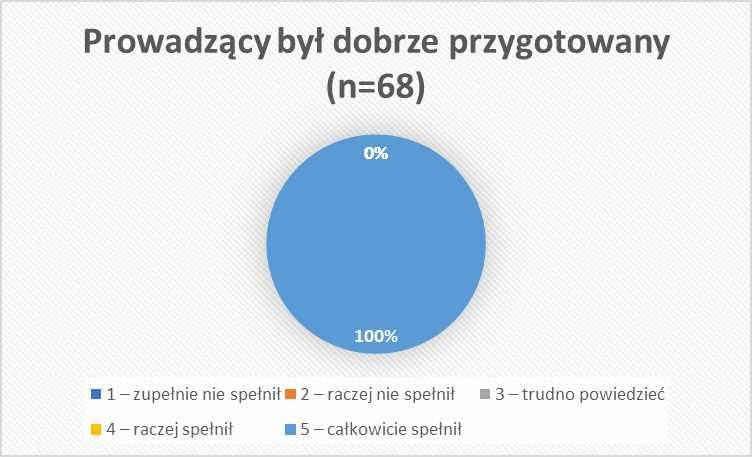 Prowadzący był dobrze przygotowany
(n=68)
0%
100%
1 – zupełnie nie spełnił 2 – raczej nie spełnił 3 – trudno powiedzieć
4 – raczej spełnił 5 – całkowicie spełnił